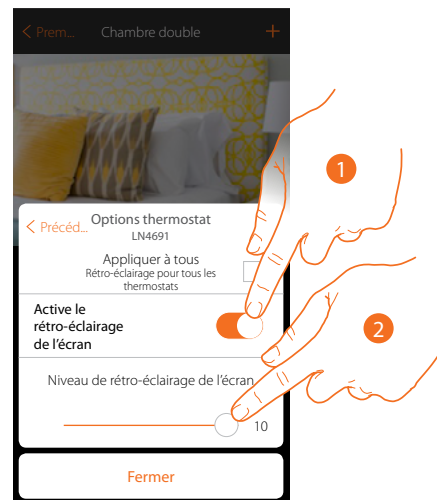 < Prem... Chambre double +
< Précéd... Options thermostat
LN4691
Appliquer à tous
Rétro-éclairage pour tous les
thermostats
1
Active le
rétro-éclairage
de l'écran
2
Niveau de rétro-éclairage de l'écran
10
Fermer